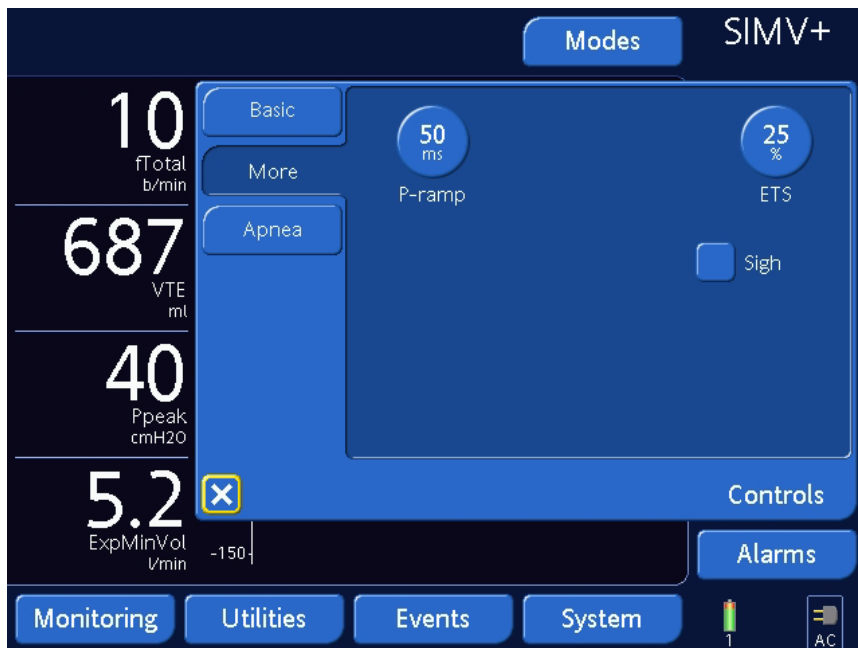 Modes
SIMV+
10
fTotal
b/min
687
VTE
ml
40
Ppeak
cmH2O
5.2
ExpMinVol
l/min
Basic
More
Apnea
50
ms
P-ramp
25
%
ETS
Sigh
Controls
-150
Alarms
Monitoring
Utilities
Events
System
1
AC